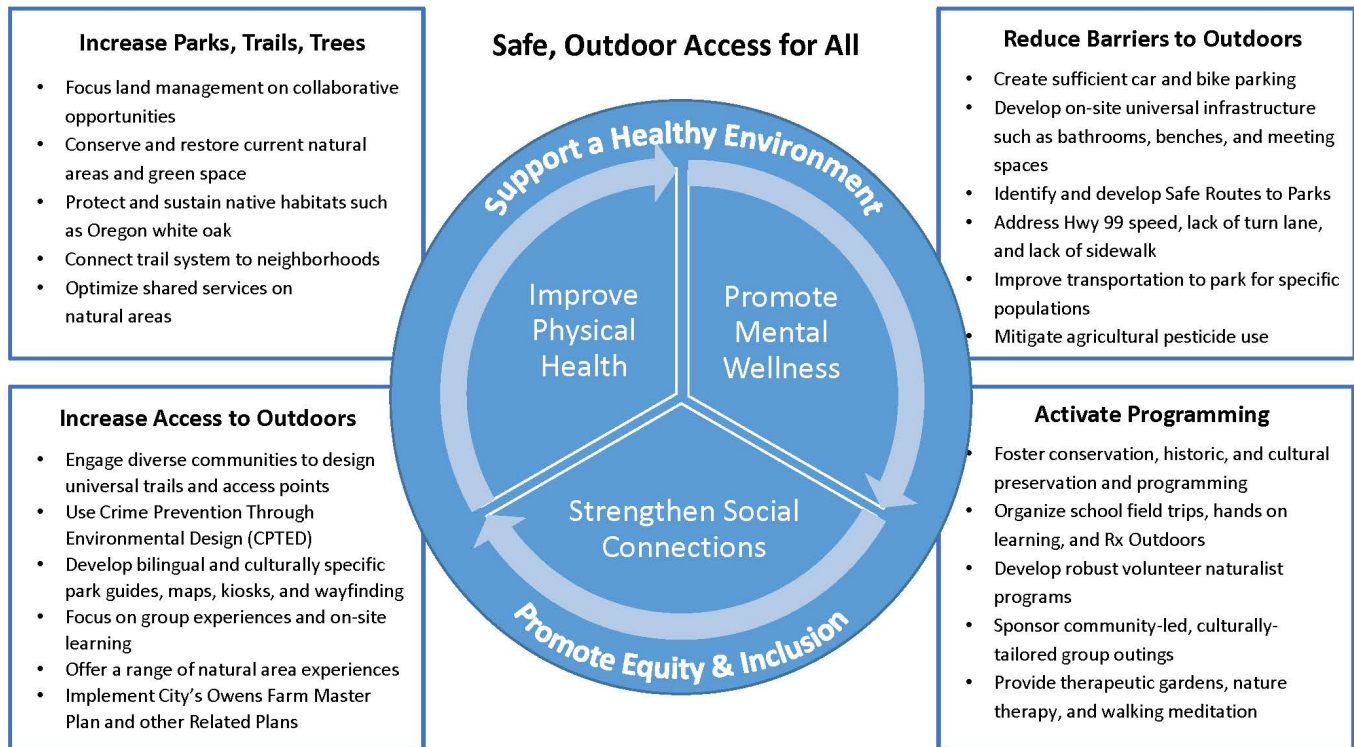 Safe, Outdoor Access for All
Increase Parks, Trails, Trees
• Focus land management on collaborative
opportunities
• Conserve and restore current natural
areas and green space
• Protect and sustain native habitats such
as Oregon white oak
• Connect trail system to neighborhoods
• Optimize shared services on
natural areas
Reduce Barriers to Outdoors
• Create sufficient car and bike parking
• Develop on-site universal infrastructure
such as bathrooms, benches, and meeting
spaces
• Identify and develop Safe Routes to Parks
• Address Hwy 99 speed, lack of turn lane,
and lack of sidewalk
• Improve transportation to park for specific
populations
• Mitigate agricultural pesticide use
Support a Healthy Environment
Improve
Physical
Health
Promote
Mental
Wellness
Strengthen Social
Connections
Promote Equity & Inclusion
Increase Access to Outdoors
• Engage diverse communities to design
universal trails and access points
• Use Crime Prevention Through
Environmental Design (CPTED)
• Develop bilingual and culturally specific
park guides, maps, kiosks, and wayfinding
• Focus on group experiences and on-site
learning
• Offer a range of natural area experiences
• Implement City's Owens Farm Master
Plan and other Related Plans
Activate Programming
• Foster conservation, historic, and cultural
preservation and programming
• Organize school field trips, hands on
learning, and Rx Outdoors
• Develop robust volunteer naturalist
programs
• Sponsor community-led, culturally-
tailored group outings
• Provide therapeutic gardens, nature
therapy, and walking meditation